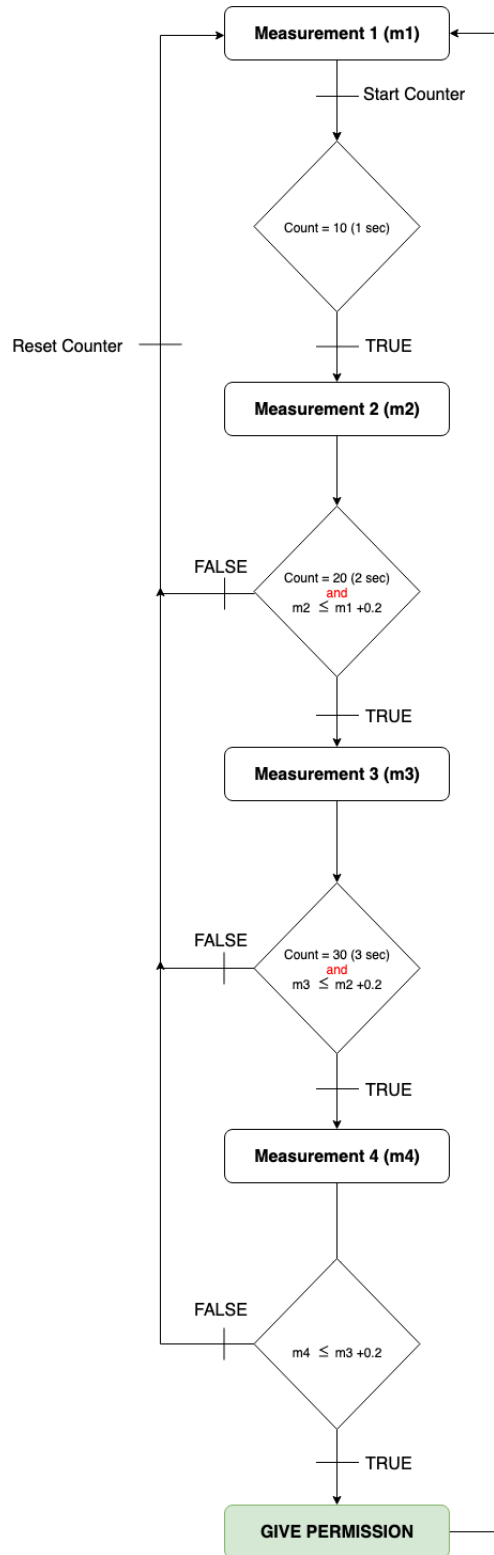 Measurement 1 (m1)
Start Counter
Count = 10 (1 sec)
Reset Counter
TRUE
Measurement 2 (m2)
FALSE
Count = 20 (2 sec)
and
m2 ≤ m1 +0.2
TRUE
Measurement 3 (m3)
FALSE
Count = 30 (3 sec)
and
m3 ≤ m2 +0.2
TRUE
Measurement 4 (m4)
FALSE
m4 ≤ m3 +0.2
TRUE
GIVE PERMISSION